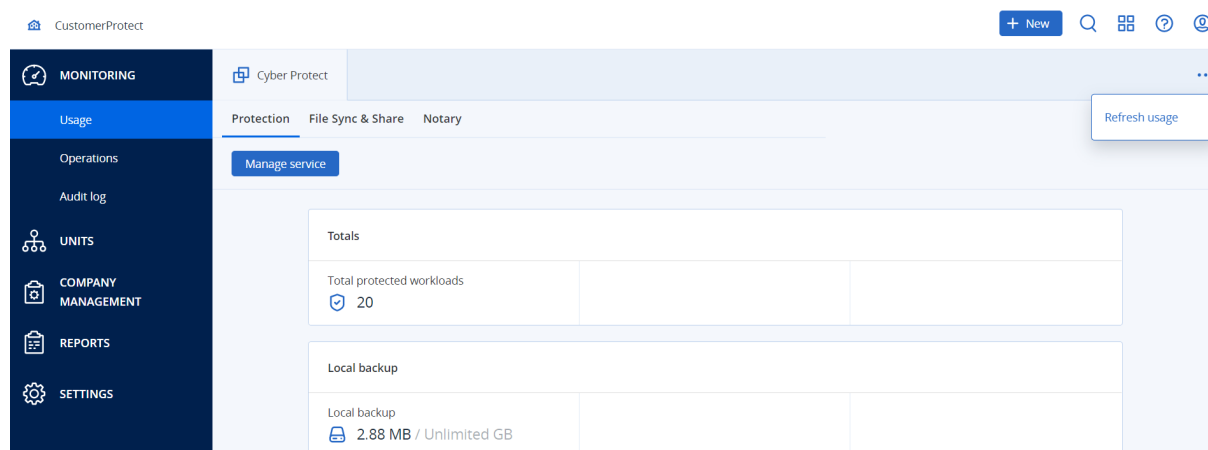 CustomerProtect
+ New
MONITORING
Cyber Protect
Usage
Protection File Sync & Share Notary
Refresh usage
Operations
Manage service
Audit log
UNITS
Totals
COMPANY
MANAGEMENT
Total protected workloads
20
REPORTS
Local backup
SETTINGS
Local backup
2.88 MB / Unlimited GB